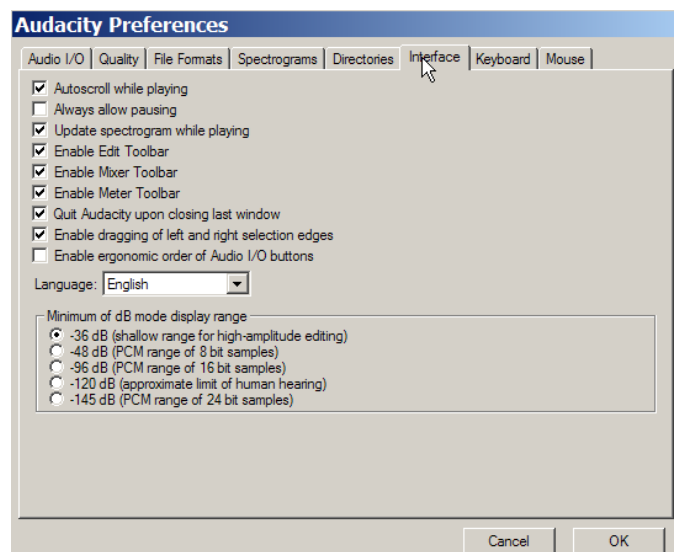 Audacity Preferences
Audio I/O Quality File Formats Spectrograms Directories Interface Keyboard Mouse
Autoscroll while playing
Always allow pausing
Update spectrogram while playing
Enable Edit Toolbar
Enable Mixer Toolbar
Enable Meter Toolbar
Quit Audacity upon closing last window
Enable dragging of left and right selection edges
Enable ergonomic order of Audio I/O buttons
Language: English
Minimum of dB mode display range
-36 dB (shallow range for high-amplitude editing)
-48 dB (PCM range of 8 bit samples)
-96 dB (PCM range of 16 bit samples)
-120 dB (approximate limit of human hearing)
-145 dB (PCM range of 24 bit samples)
Cancel OK